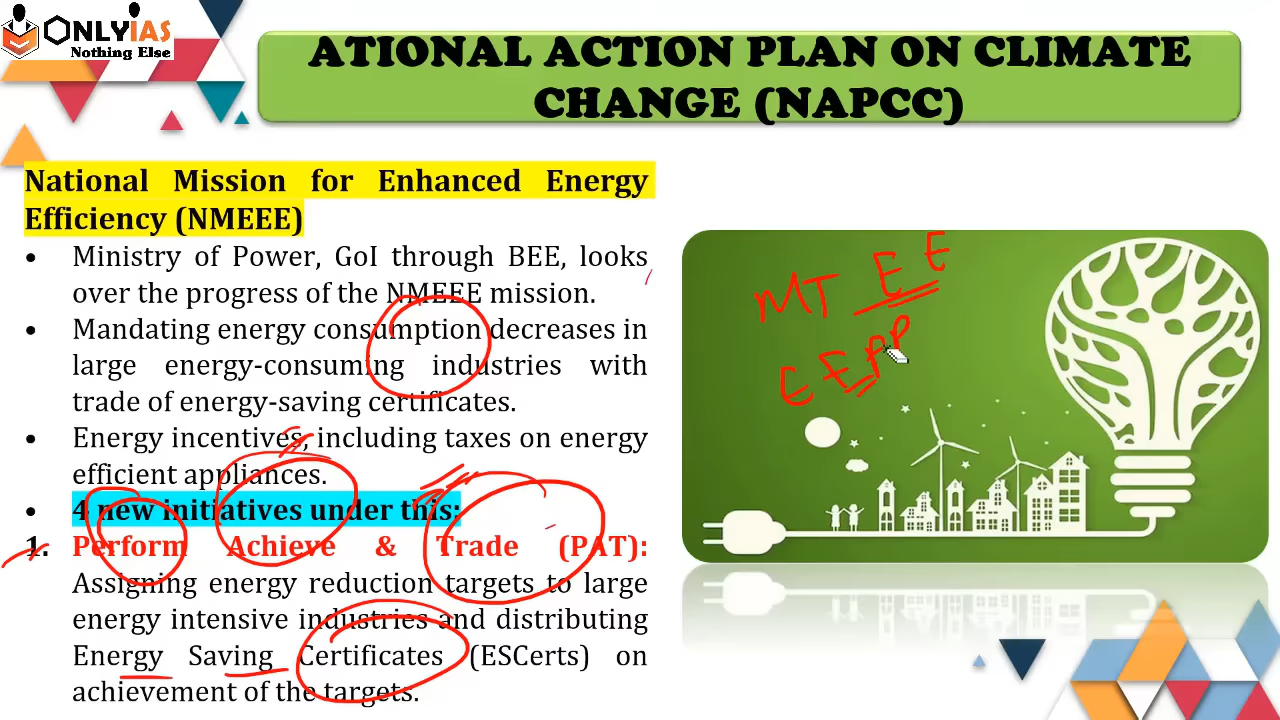 ONLYIAS
Nothing Else
ATIONAL ACTION PLAN ON CLIMATE
CHANGE (NAPCC)
National Mission for Enhanced Energy
Efficiency (NMEEE)
• Ministry of Power, GoI through BEE, looks
over the progress of the NMEEE mission.
• Mandating energy consumption decreases in
large energy-consuming industries with
trade of energy-saving certificates.
• Energy incentives, including taxes on energy
efficient appliances.
• 4 new initiatives under this:
1. Perform Achieve & Trade (PAT):
Assigning energy reduction targets to large
energy intensive industries and distributing
Energy Saving Certificates (ESCerts) on
achievement of the targets.
MTEE
EEPP